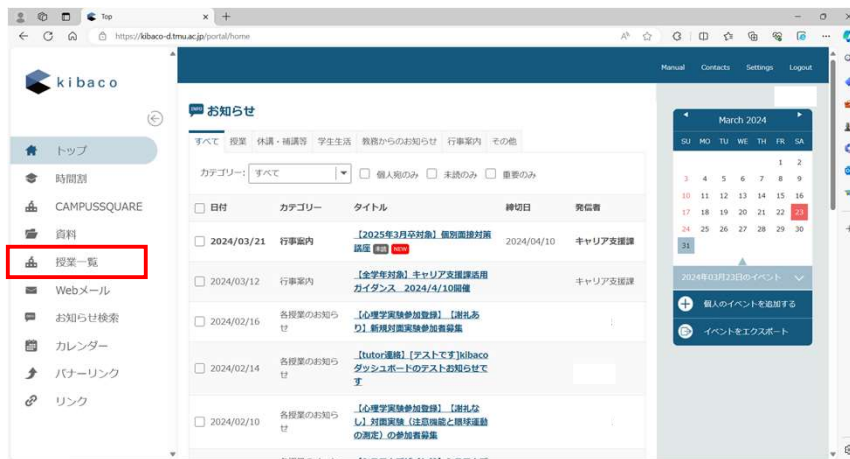 Top
https://kibaco-d.tmu.ac.jp/portal/home
Manual Contacts Settings Logout
kibaco
トップ
時間割
CAMPUSSQUARE
資料
授業一覧
Webメール
お知らせ検索
カレンダー
バナーリンク
リンク
お知らせ
すべて 授業 休講・補講等 学生生活 教務からのお知らせ 行事案内 その他
カテゴリー: すべて 個人宛のみ 未読のみ 重要のみ
日付 カテゴリー タイトル 締切日 発信者
2024/03/21 行事案内 【2025年3月卒対象】個別面接対策
講座 未読 NEW 2024/04/10 キャリア支援課
2024/03/12 行事案内 【全学年対象】キャリア支援課活用
ガイダンス 2024/4/10開催 キャリア支援課
2024/02/16 各授業のお知ら
せ 【心理学実験参加登録】【謝礼あ
り】新規対面実験参加者募集
2024/02/14 各授業のお知ら
せ 【tutor連絡】[テストです]kibaco
ダッシュボードのテストお知らせで
す
2024/02/10 各授業のお知ら
せ 【心理学実験参加登録】【謝礼な
し】対面実験（注意機能と眼球運動
の測定）の参加者募集
March 2024
SU MO TU WE TH FR SA
1 2
3 4 5 6 7 8 9
10 11 12 13 14 15 16
17 18 19 20 21 22 23
24 25 26 27 28 29 30
31
2024年03月23日のイベント
個人のイベントを追加する
イベントをエクスポート